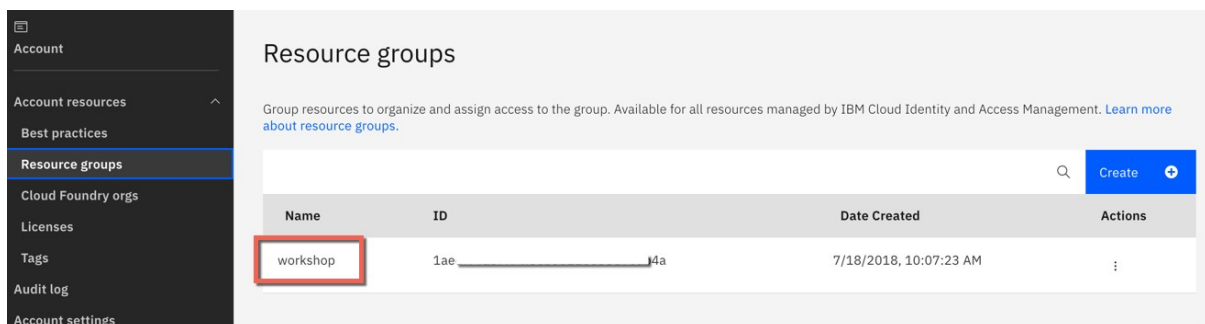 Account
Account resources
Best practices
Resource groups
Cloud Foundry orgs
Licenses
Tags
Audit log
Account settings
Resource groups
Group resources to organize and assign access to the group. Available for all resources managed by IBM Cloud Identity and Access Management. Learn more
about resource groups.
Create
Name ID Date Created Actions
workshop 1ae 4a 7/18/2018, 10:07:23 AM